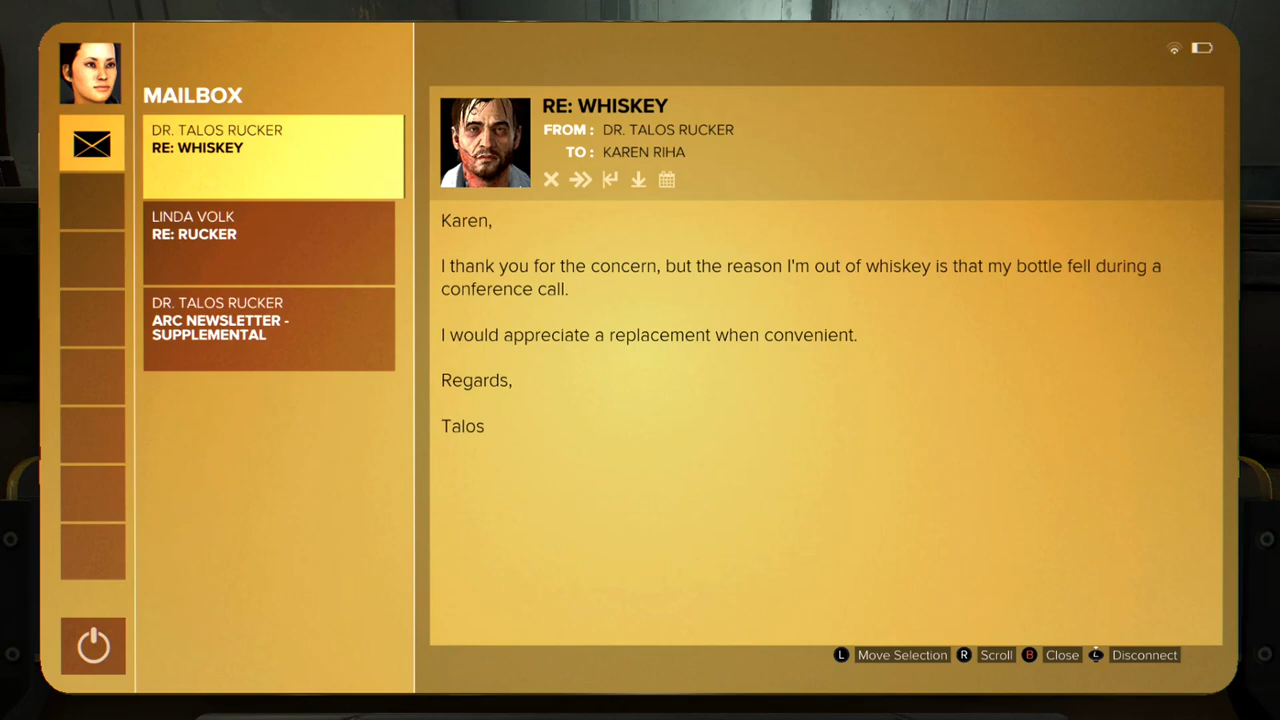 MAILBOX
DR. TALOS RUCKER
RE: WHISKEY
LINDA VOLK
RE: RUCKER
DR. TALOS RUCKER
ARC NEWSLETTER -
SUPPLEMENTAL
RE: WHISKEY
FROM : DR. TALOS RUCKER
TO : KAREN RIHA
Karen,
I thank you for the concern, but the reason I'm out of whiskey is that my bottle fell during a
conference call.
I would appreciate a replacement when convenient.
Regards,
Talos
L Move Selection R Scroll B Close L Disconnect